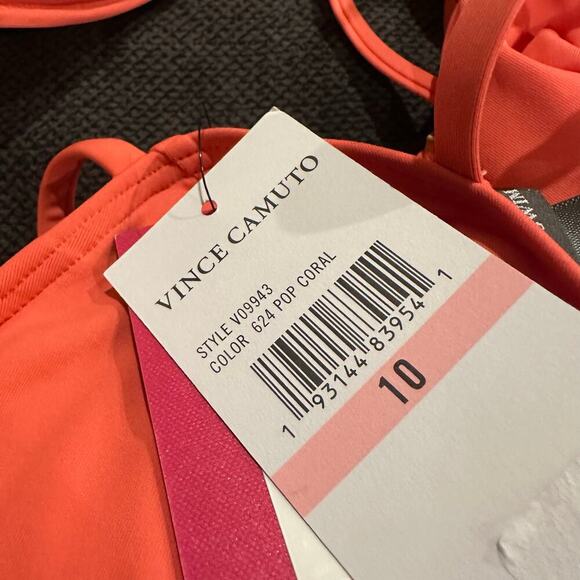 VINCE CAMUTO
STYLE V09943
COLOR 624 POP CORAL
1 93144 83954 1
10